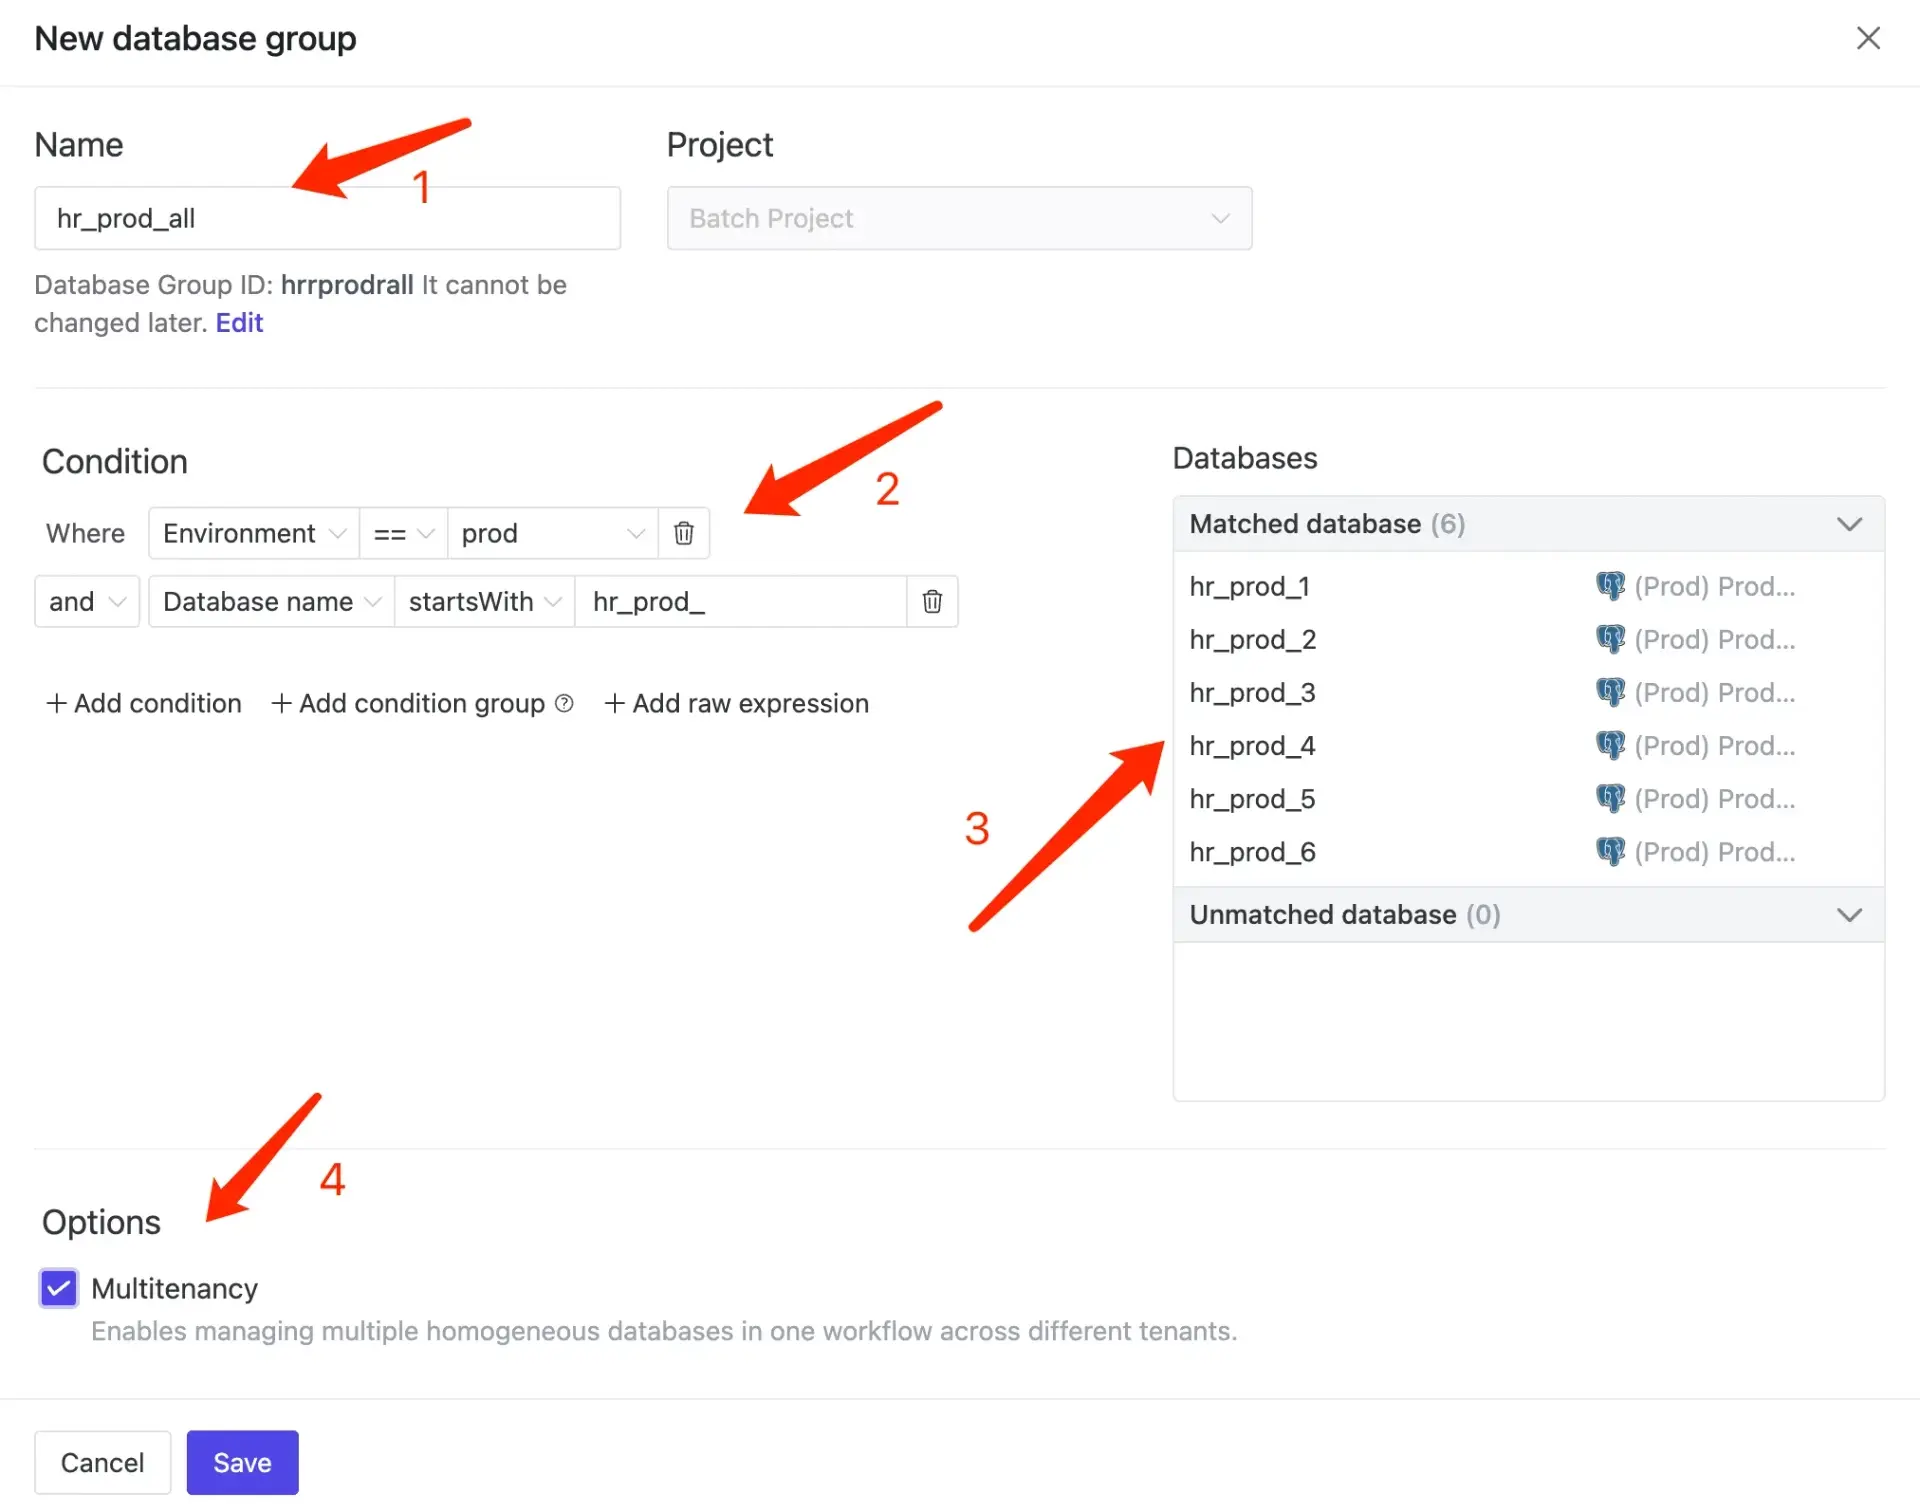 New database group
Name
Project
1
hr_prod_all
Batch Project
Database Group ID: hrrprodrall It cannot be
changed later. Edit
Condition
2
Databases
Where Environment == prod
and Database name startsWith hr_prod_
+ Add condition + Add condition group ? + Add raw expression
Matched database (6)
hr_prod_1 (Prod) Prod...
hr_prod_2 (Prod) Prod...
hr_prod_3 (Prod) Prod...
hr_prod_4 (Prod) Prod...
hr_prod_5 (Prod) Prod...
hr_prod_6 (Prod) Prod...
3
Unmatched database (0)
4
Options
Multitenancy
Enables managing multiple homogeneous databases in one workflow across different tenants.
Cancel Save